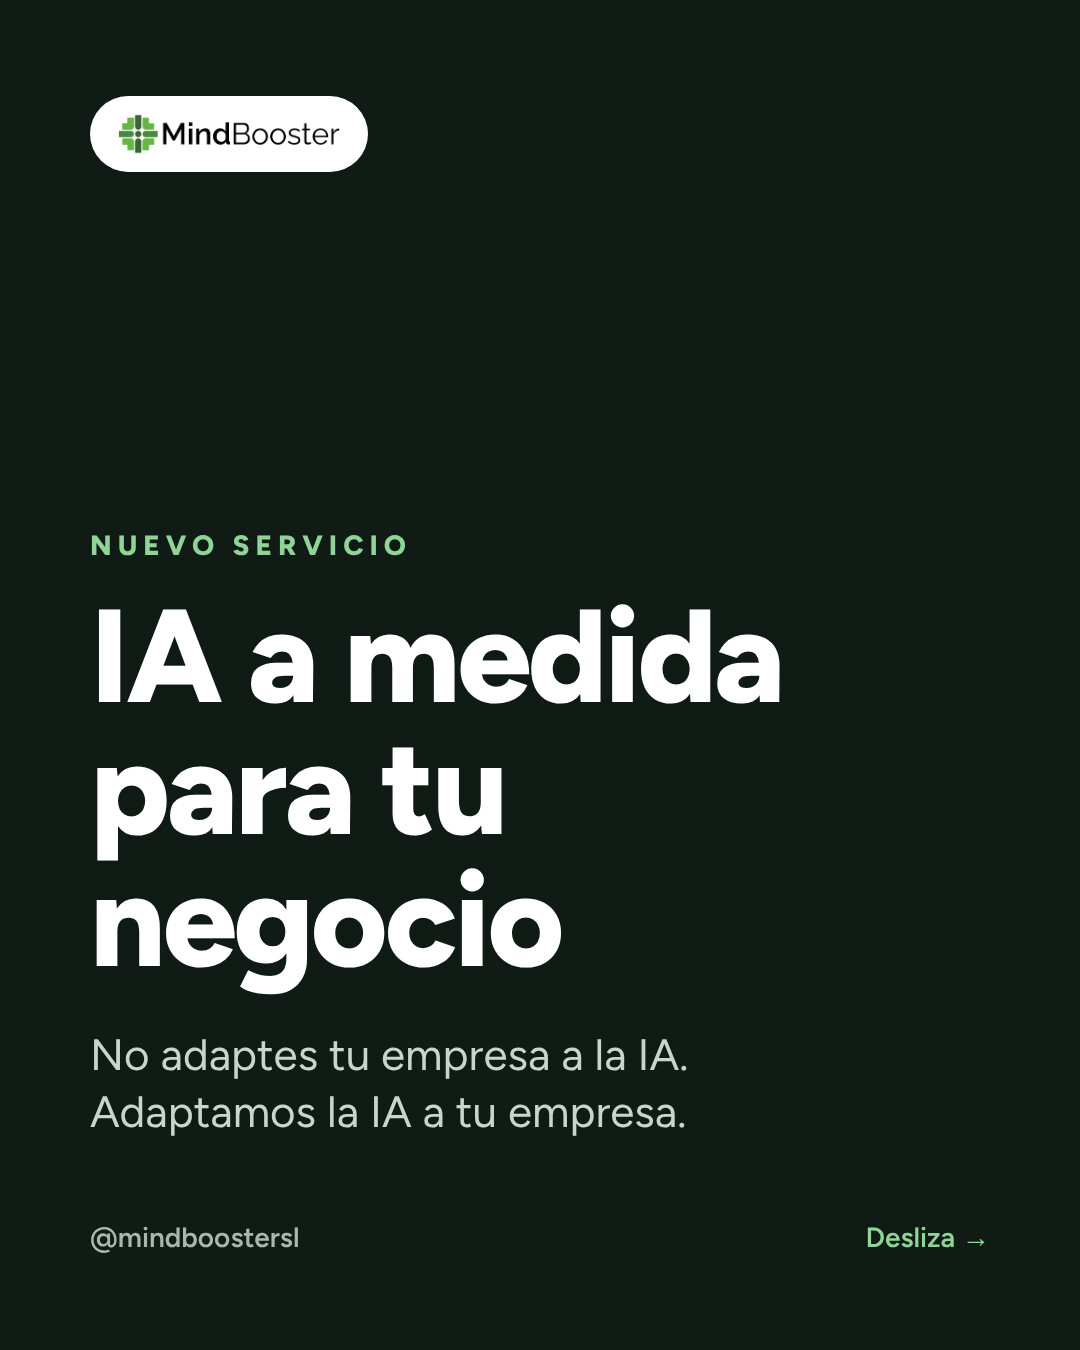 MindBooster
NUEVO SERVICIO
IA a medida
para tu
negocio
No adaptes tu empresa a la IA.
Adaptamos la IA a tu empresa.
@mindboostersl
Desliza →